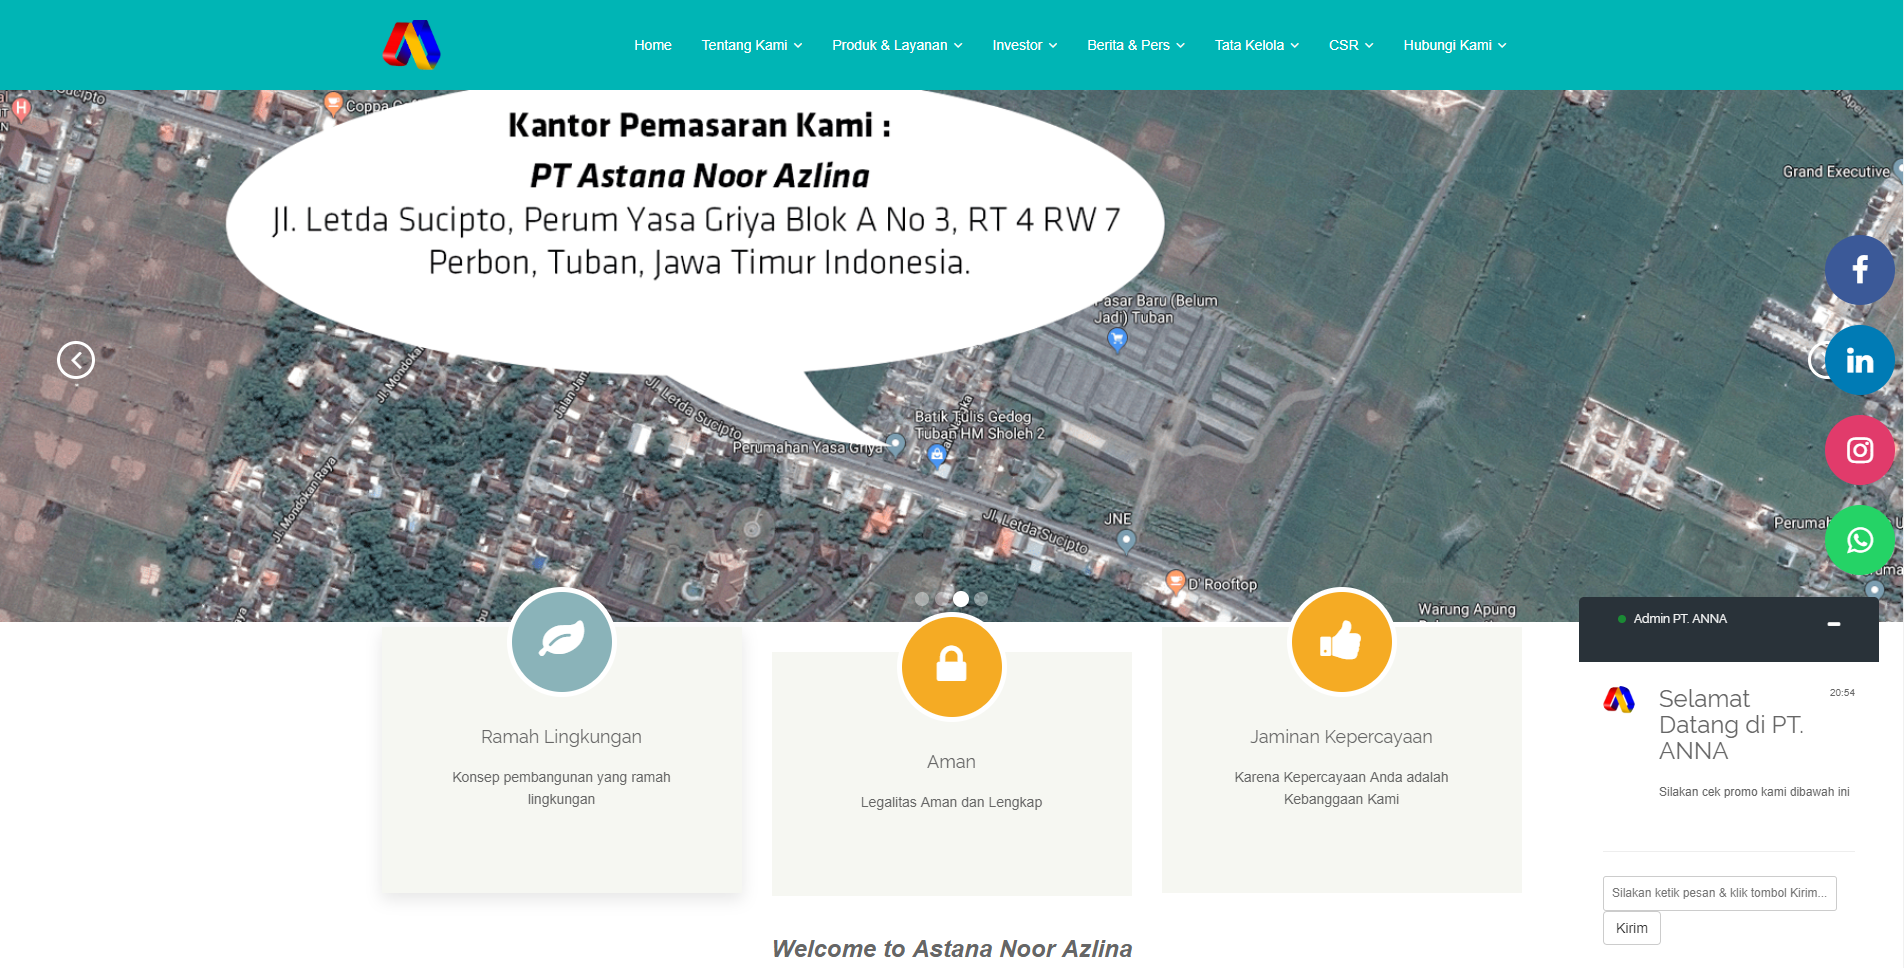 Home
Tentang Kami
Produk & Layanan
Investor
Berita & Pers
Tata Kelola
CSR
Hubungi Kami
Sucipto
Coppa
Kantor Pemasaran Kami :
PT Astana Noor Azlina
Jl. Letda Sucipto, Perum Yasa Griya Blok A No 3, RT 4 RW 7
Perbon, Tuban, Jawa Timur Indonesia.
Grand Executive
Pasar Baru (Belum
Jadi) Tuban
Jl. Mondokan
Jalan
Jl. Letda Sucipto
Batik Tulis Gedog
Tuban HM Sholeh 2
Perumahan Yasa Griya
Jl. Mondokan Raya
Jl. Letda Sucipto
JNE
D' Rooftop
Warung Apung
Admin PT. ANNA
Selamat
Datang di PT.
ANNA
20:54
Silakan cek promo kami dibawah ini
Silakan ketik pesan & klik tombol Kirim...
Kirim
Ramah Lingkungan
Konsep pembangunan yang ramah
lingkungan
Aman
Legalitas Aman dan Lengkap
Jaminan Kepercayaan
Karena Kepercayaan Anda adalah
Kebanggaan Kami
Welcome to Astana Noor Azlina